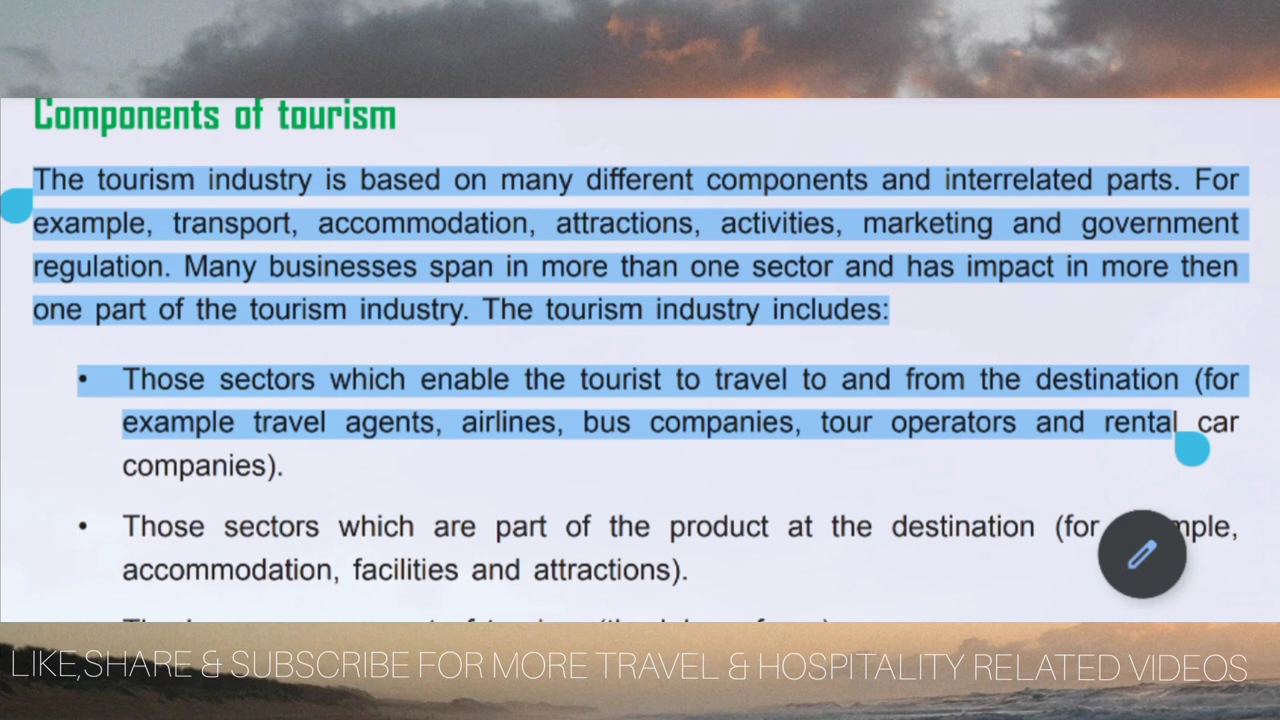 Components of tourism
The tourism industry is based on many different components and interrelated parts. For
example, transport, accommodation, attractions, activities, marketing and government
regulation. Many businesses span in more than one sector and has impact in more then
one part of the tourism industry. The tourism industry includes:
• Those sectors which enable the tourist to travel to and from the destination (for
example travel agents, airlines, bus companies, tour operators and rental car
companies).
• Those sectors which are part of the product at the destination (for
accommodation, facilities and attractions).
LIKE,SHARE & SUBSCRIBE FOR MORE TRAVEL & HOSPITALITY RELATED VIDEOS